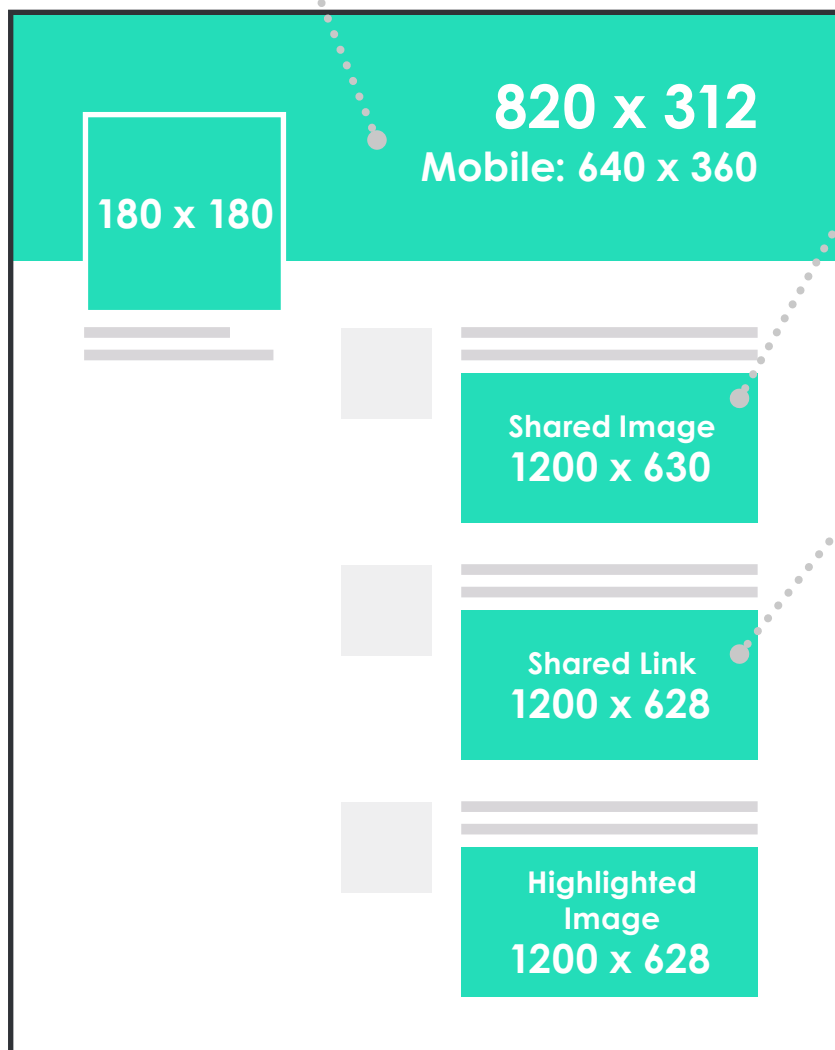 820 x 312
Mobile: 640 x 360
180 x 180
Shared Image
1200 x 630
Shared Link
1200 x 628
Highlighted
Image
1200 x 628